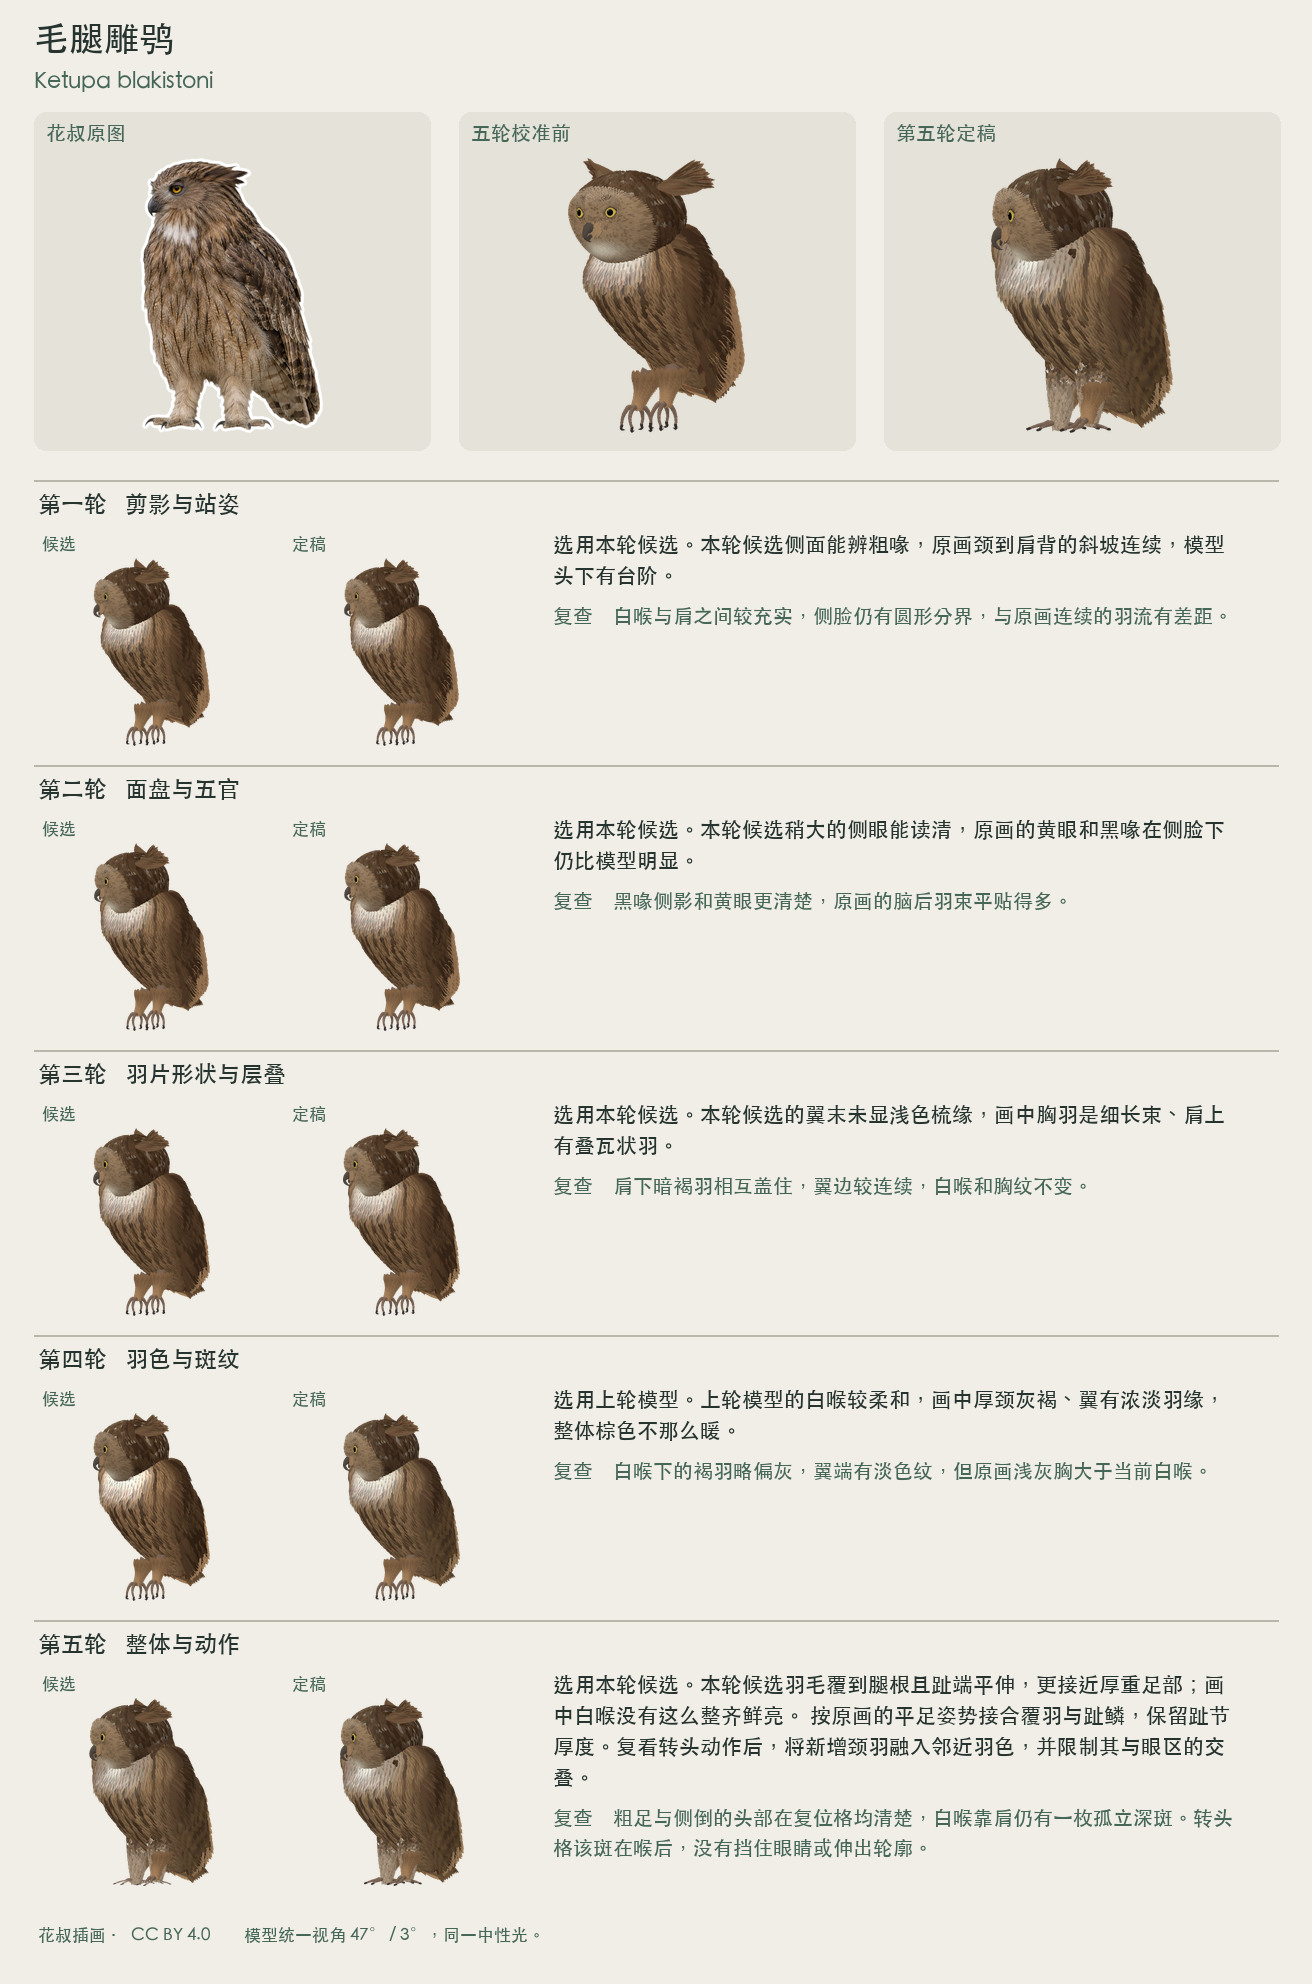 毛腿雕鸮
Ketupa blakistoni
花叔原图
五轮校准前
第五轮定稿
第一轮 剪影与站姿
候选
定稿
选用本轮候选。本轮候选侧面能辨粗喙，原画颈到肩背的斜坡连续，模型
头下有台阶。
复查 白喉与肩之间较充实，侧脸仍有圆形分界，与原画连续的羽流有差距。
第二轮 面盘与五官
候选
定稿
选用本轮候选。本轮候选稍大的侧眼能读清，原画的黄眼和黑喙在侧脸下
仍比模型明显。
复查 黑喙侧影和黄眼更清楚，原画的脑后羽束平贴得多。
第三轮 羽片形状与层叠
候选
定稿
选用本轮候选。本轮候选的翼末未显浅色梳缘，画中胸羽是细长束、肩上
有叠瓦状羽。
复查 肩下暗褐羽相互盖住，翼边较连续，白喉和胸纹不变。
第四轮 羽色与斑纹
候选
定稿
选用上轮模型。上轮模型的白喉较柔和，画中厚颈灰褐、翼有浓淡羽缘，
整体棕色不那么暖。
复查 白喉下的褐羽略偏灰，翼端有淡色纹，但原画浅灰胸大于当前白喉。
第五轮 整体与动作
候选
定稿
选用本轮候选。本轮候选羽毛覆到腿根且趾端平伸，更接近厚重足部；画
中白喉没有这么整齐鲜亮。 按原画的平足姿势接合覆羽与趾鳞，保留趾节
厚度。复看转头动作后，将新增颈羽融入邻近羽色，并限制其与眼区的交
叠。
复查 粗足与侧倒的头部在复位格均清楚，白喉靠肩仍有一枚孤立深斑。转头
格该斑在喉后，没有挡住眼睛或伸出轮廓。
花叔插画 · CC BY 4.0 模型统一视角 47° / 3°，同一中性光。